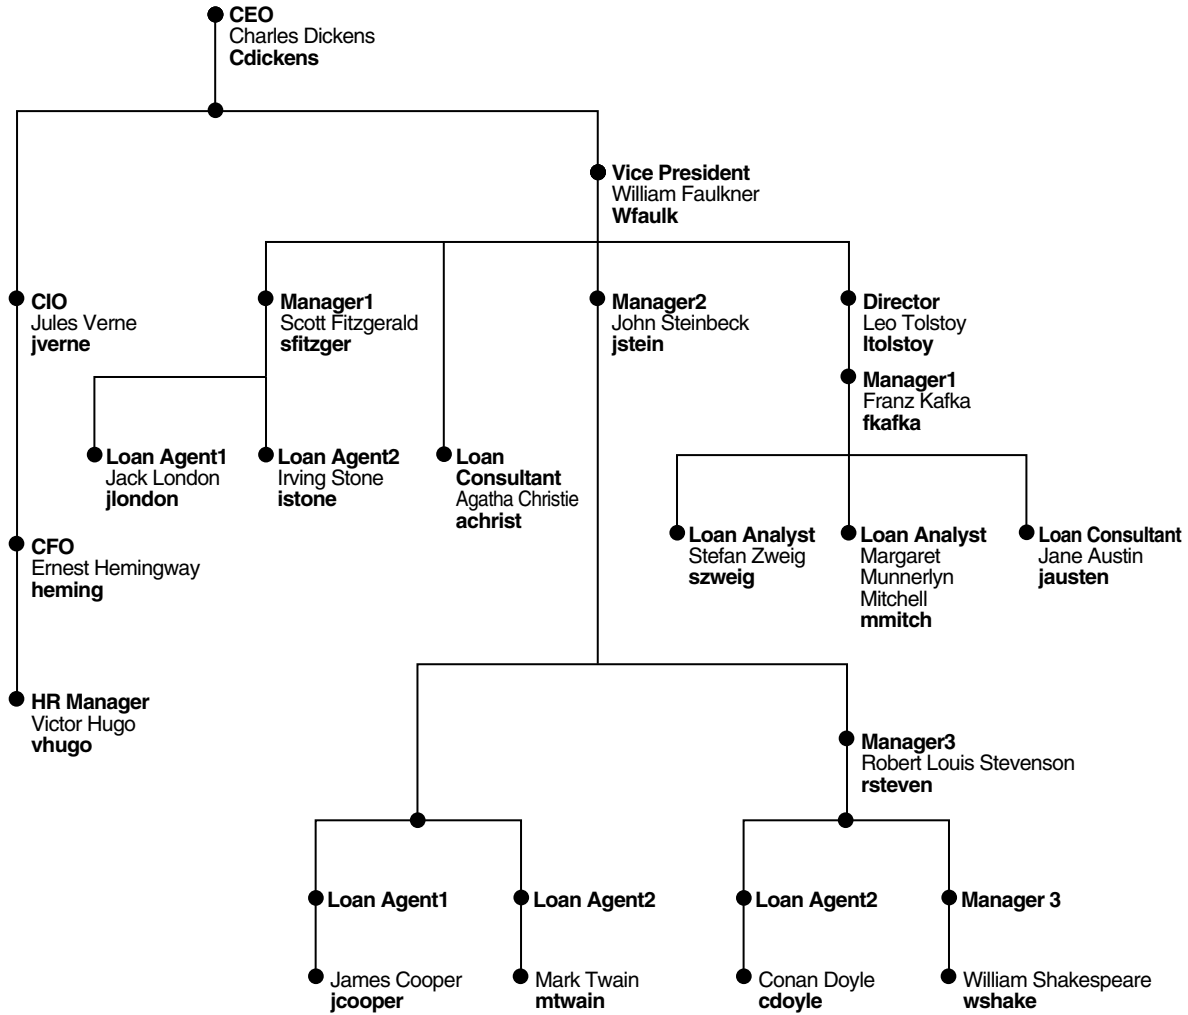 CEO
Charles Dickens
Cdickens
Vice President
William Faulkner
Wfaulk
CIO
Jules Verne
jverne
Manager1
Scott Fitzgerald
sfitzger
Manager2
John Steinbeck
jstein
Director
Leo Tolstoy
ltolstoy
Manager1
Franz Kafka
fkafka
Loan Agent1
Jack London
jlondon
Loan Agent2
Irving Stone
istone
Loan
Consultant
Agatha Christie
achrist
CFO
Ernest Hemingway
heming
Loan Analyst
Stefan Zweig
szweig
Loan Analyst
Margaret
Munnerlyn
Mitchell
mmitch
Loan Consultant
Jane Austin
jausten
HR Manager
Victor Hugo
vhugo
Manager3
Robert Louis Stevenson
rsteven
Loan Agent1
James Cooper
jcooper
Loan Agent2
Mark Twain
mtwain
Loan Agent2
Conan Doyle
cdoyle
Manager 3
William Shakespeare
wshake